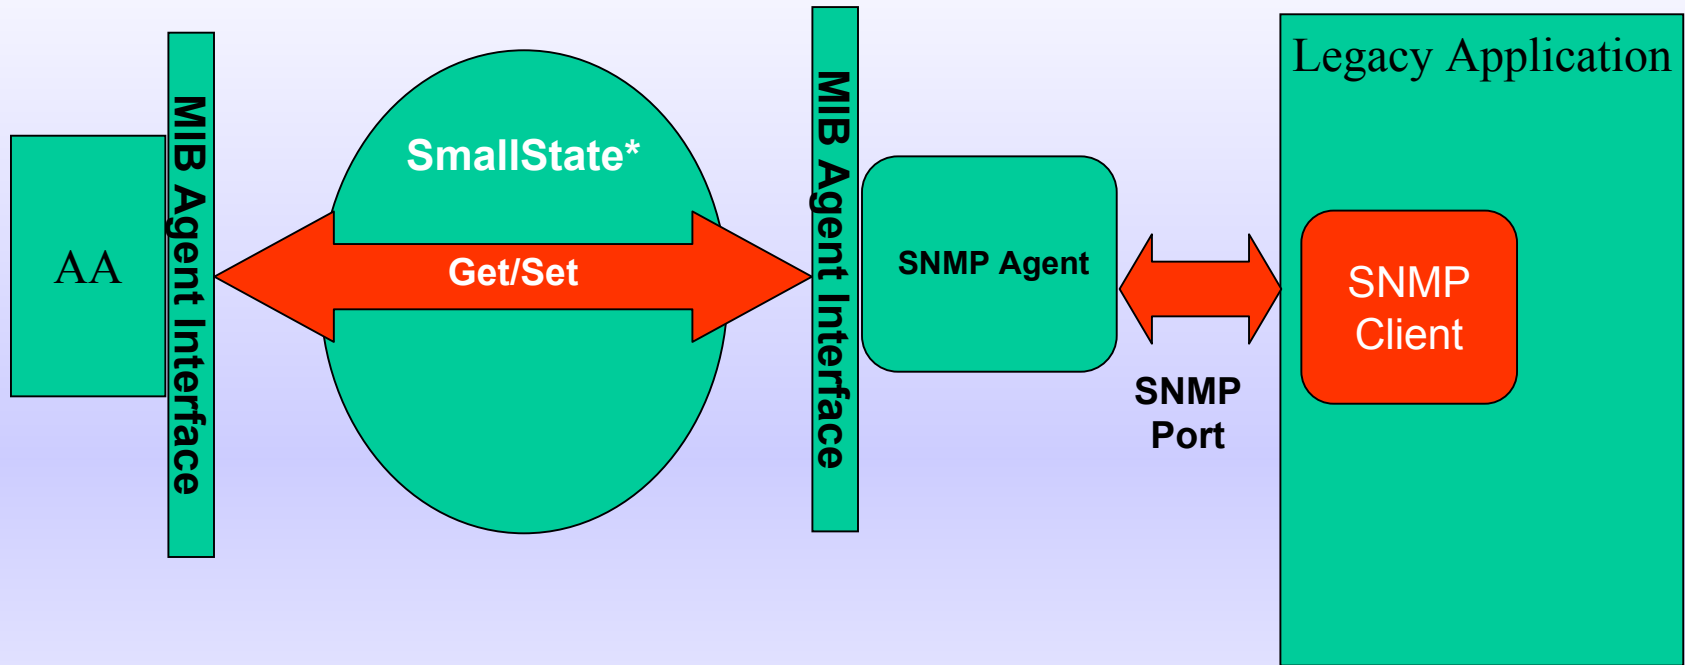 AA
MIB Agent Interface
SmallState*
Get/Set
MIB Agent Interface
SNMP Agent
SNMP
Port
Legacy Application
SNMP
Client